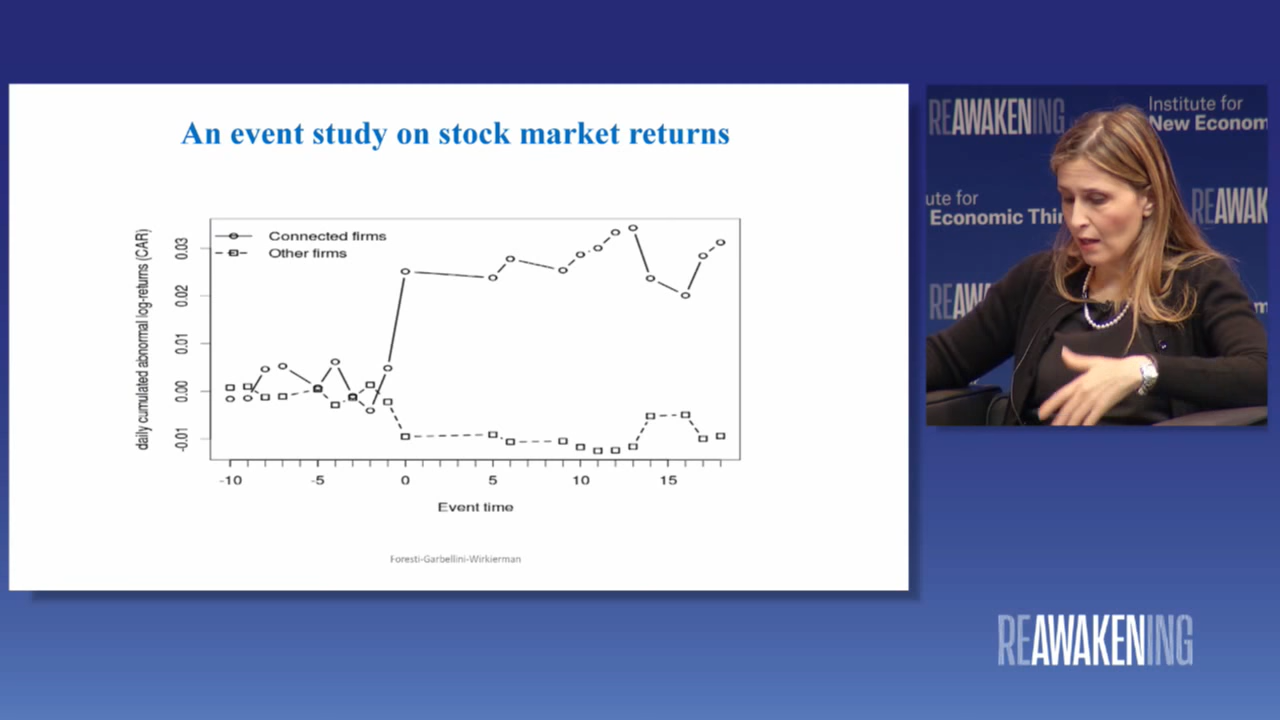 An event study on stock market returns
Connected firms
Other firms
daily cumulated abnormal log-returns (CAR)
0.03
0.02
0.01
0.00
-0.01
-10
-5
0
5
10
15
Event time
Foresti-Garbellini-Wirkierman
REAWAKENING
Institute for
New Econom
ute for
Economic Thin
REAWAK
REAW
m
REAWAKENING